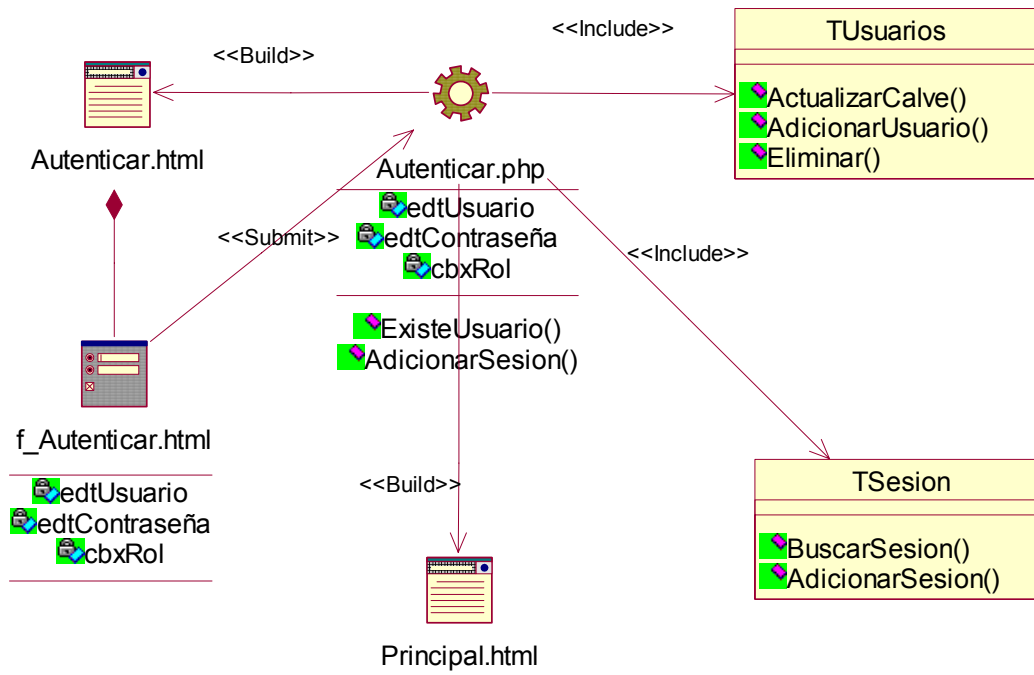 <<Include>>
TUsuarios
<<Build>>
ActualizarCalve()
AdicionarUsuario()
Eliminar()
Autenticar.html
Autenticar.php
edtUsuario
edtContraseña
cbxRol
<<Submit>>
<<Include>>
ExisteUsuario()
AdicionarSesion()
f_Autenticar.html
edtUsuario
edtContraseña
cbxRol
<<Build>>
TSesion
BuscarSesion()
AdicionarSesion()
Principal.html